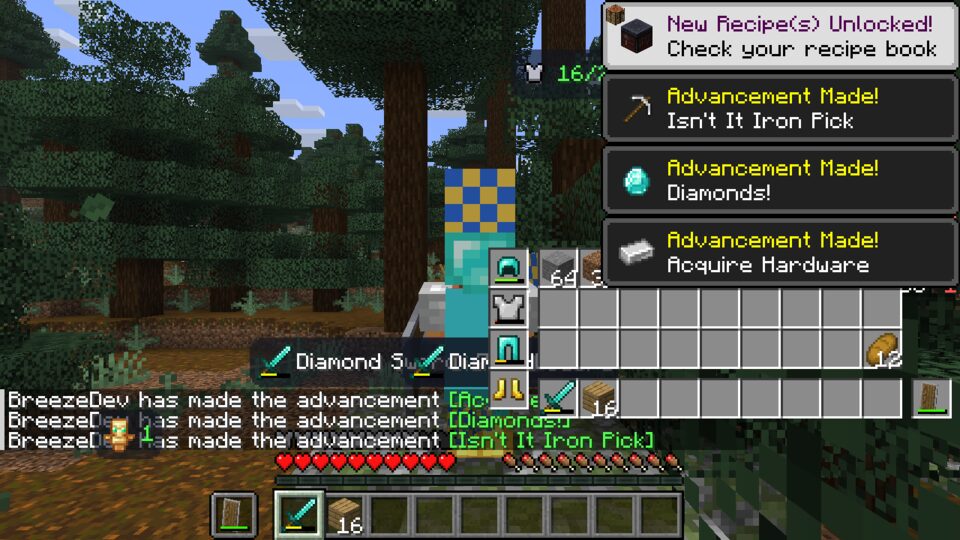 New Recipe(s) Unlocked!
Check your recipe book
16/
Advancement Made!
Isn't It Iron Pick
Advancement Made!
Diamonds!
Advancement Made!
Acquire Hardware
64
12
Diamond
16
BreezeDev has made the advancement
BreezeDev has made the advancement [Diamonds!]
has made the advancement [Isn't It Iron Pick]
1
16